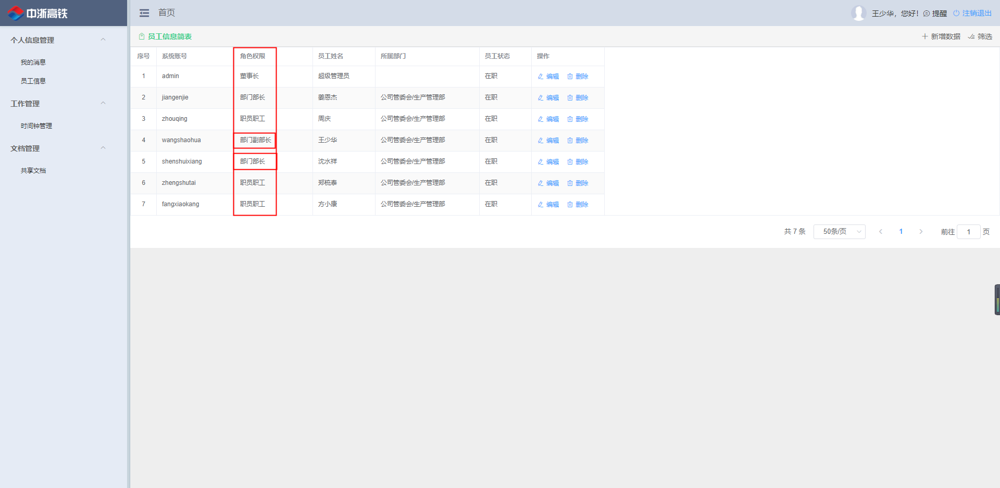 中浙高铁
首页
王少华，您好！ 提醒 注销退出
个人信息管理
我的消息
员工信息
工作管理
时间钟管理
文档管理
共享文档
员工信息简表
新增数据 筛选
序号 系统账号 角色权限 员工姓名 所属部门 员工状态 操作
1 admin 董事长 超级管理员 在职 编辑 删除
2 jiangenjie 部门部长 姜恩杰 公司管委会/生产管理部 在职 编辑 删除
3 zhouqing 职员职工 周庆 公司管委会/生产管理部 在职 编辑 删除
4 wangshaohua 部门副部长 王少华 公司管委会/生产管理部 在职 编辑 删除
5 shenshuixiang 部门部长 沈水祥 公司管委会/生产管理部 在职 编辑 删除
6 zhengshutai 职员职工 郑梳泰 公司管委会/生产管理部 在职 编辑 删除
7 fangxiaokang 职员职工 方小康 公司管委会/生产管理部 在职 编辑 删除
共 7 条 50条/页 1 前往 1 页